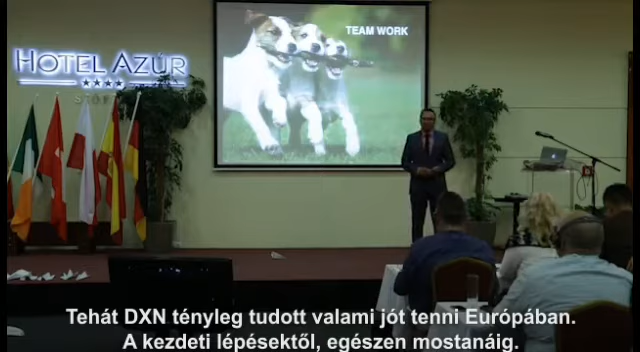 TEAM WORK
HOTEL AZÚR
Tehát DXN tényleg tudott valami jót tenni Európában.
A kezdeti lépésektől, egészen mostanáig.